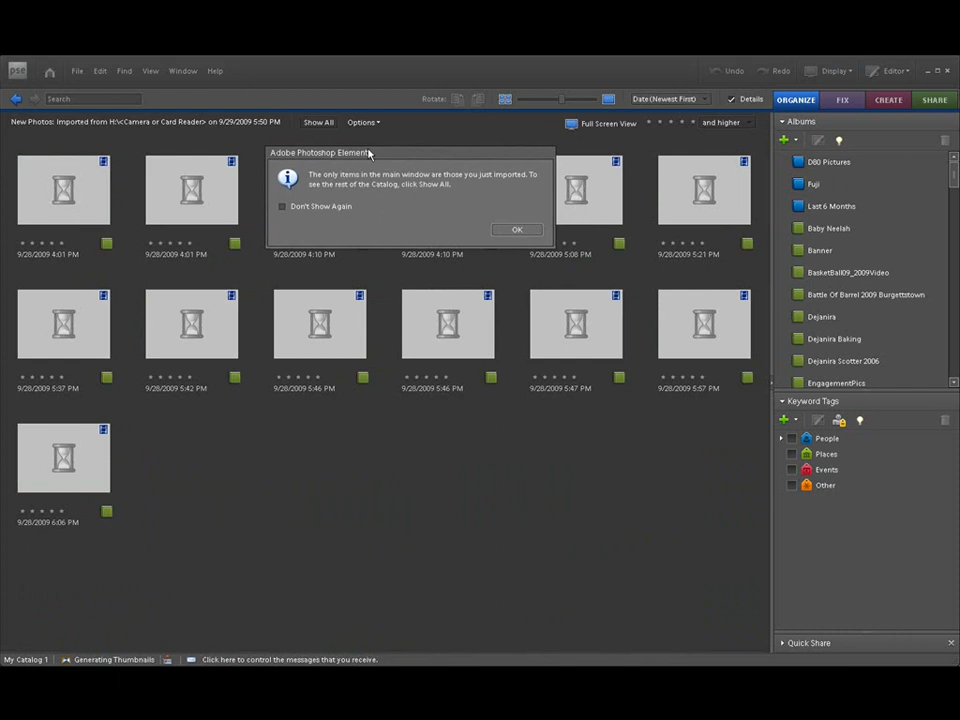 pse File Edit Find View Window Help Undo Redo Display Editor
Search Rotate: Date (Newest First) Details ORGANIZE FIX CREATE SHARE
New Photos: Imported from H:\<Camera or Card Reader> on 9/29/2009 5:50 PM Show All Options Full Screen View and higher
Adobe Photoshop Elements
The only items in the main window are those you just imported. To
see the rest of the Catalog, click Show All.
Don't Show Again
OK
9/28/2009 4:01 PM 9/28/2009 4:01 PM 9/28/2009 4:10 PM 9/28/2009 4:10 PM 9/28/2009 5:08 PM 9/28/2009 5:21 PM
9/28/2009 5:37 PM 9/28/2009 5:42 PM 9/28/2009 5:46 PM 9/28/2009 5:46 PM 9/28/2009 5:47 PM 9/28/2009 5:57 PM
9/28/2009 6:06 PM
Albums
D80 Pictures
Fuji
Last 6 Months
Baby Neelah
Banner
BasketBall09_2009Video
Battle Of Barrel 2009 Burgettstown
Dejanira
Dejanira Baking
Dejanira Scotter 2006
EngagementPics
Keyword Tags
People
Places
Events
Other
Quick Share
My Catalog 1 Generating Thumbnails Click here to control the messages that you receive.